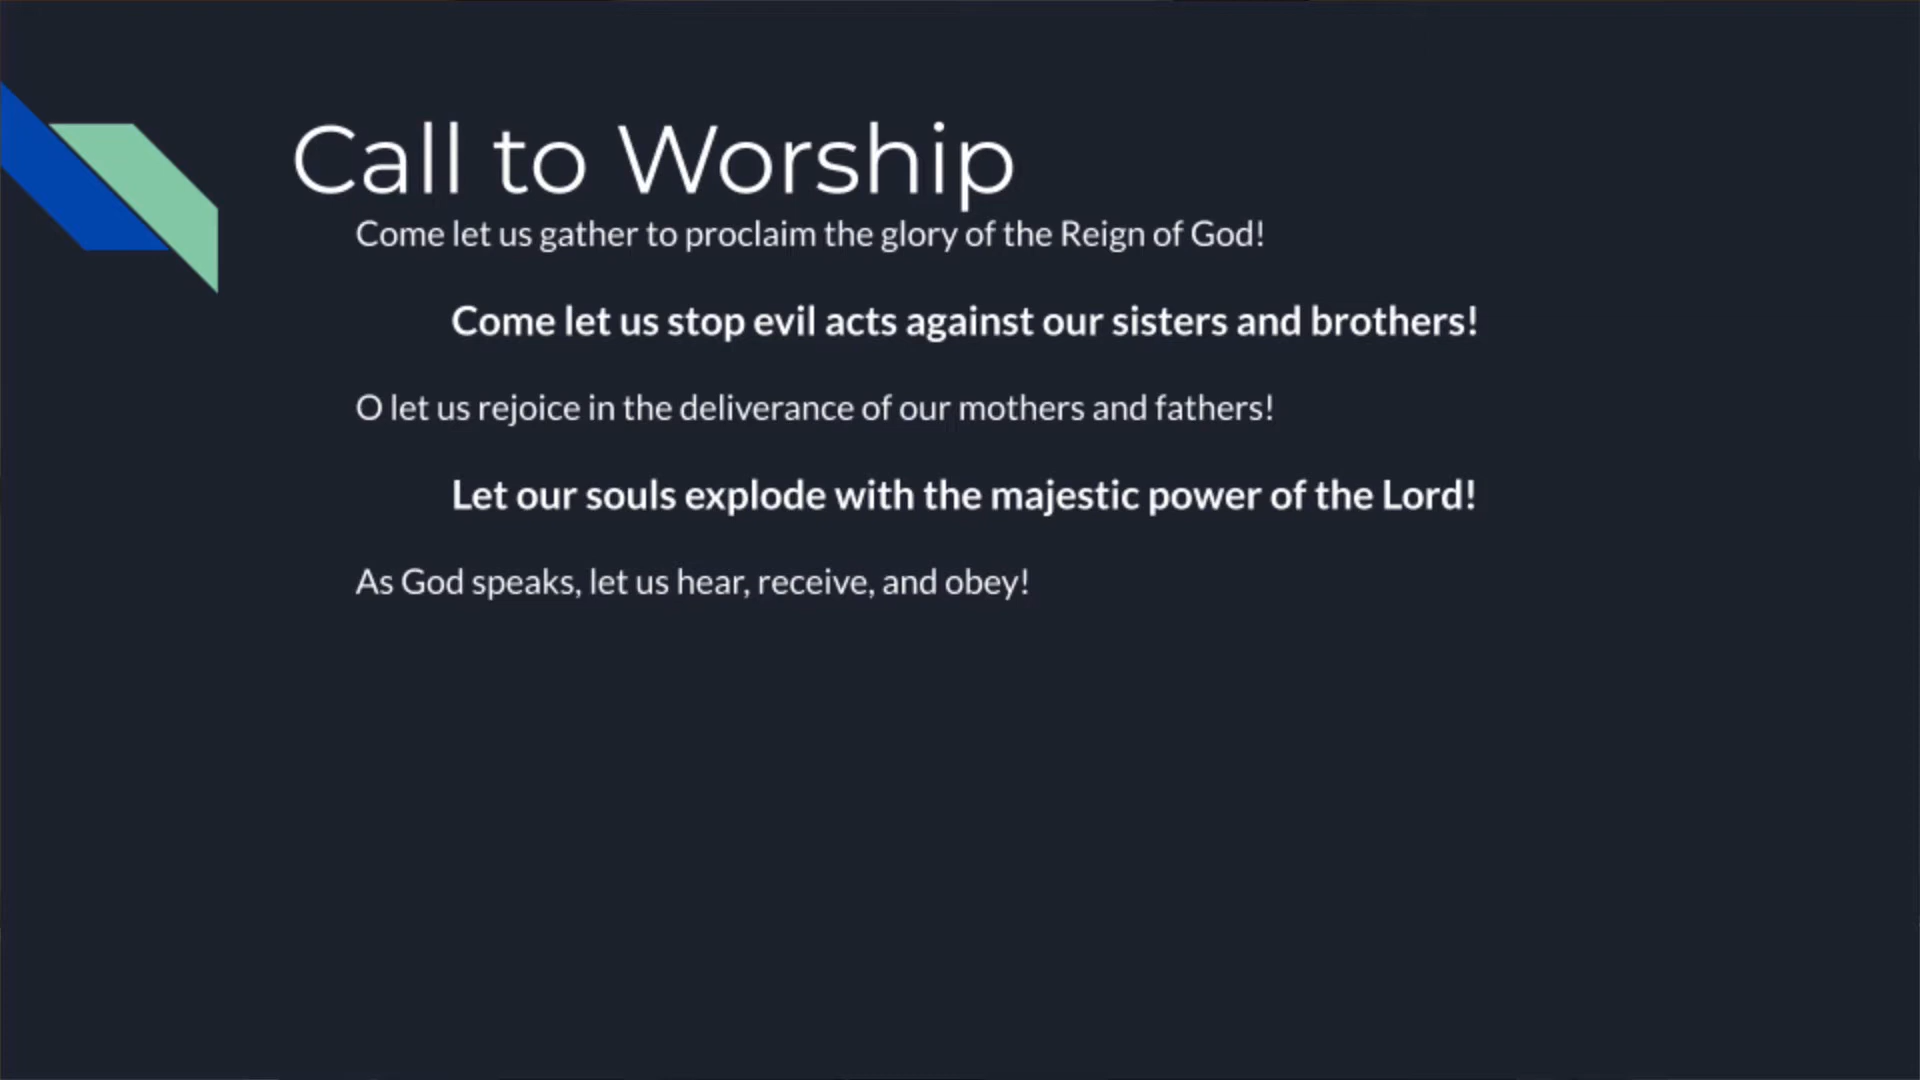 Call to Worship
Come let us gather to proclaim the glory of the Reign of God!
Come let us stop evil acts against our sisters and brothers!
O let us rejoice in the deliverance of our mothers and fathers!
Let our souls explode with the majestic power of the Lord!
As God speaks, let us hear, receive, and obey!